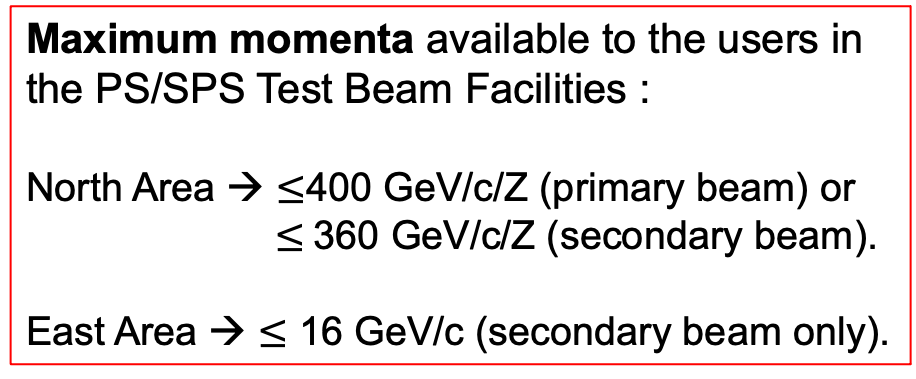 Maximum momenta available to the users in
the PS/SPS Test Beam Facilities :
North Area → ≤400 GeV/c/Z (primary beam) or
≤ 360 GeV/c/Z (secondary beam).
East Area → ≤ 16 GeV/c (secondary beam only).